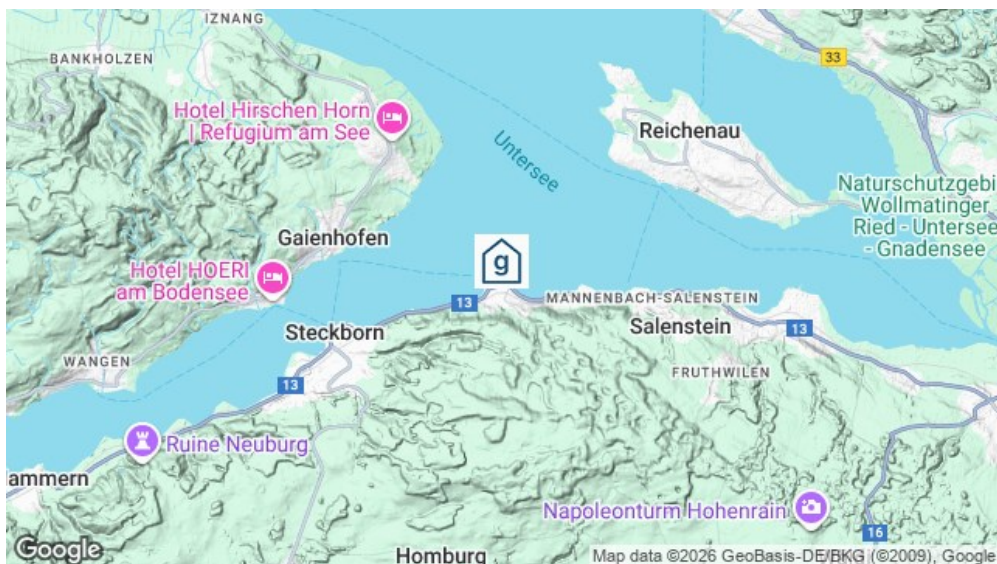 IZNANG
BANKHOLZEN
33
Hotel Hirschen Horn
| Refugium am See
Reichenau
Untersee
Naturschutzgebi
Wollmatinger
Ried - Untersee
- Gnadensee
Gaienhofen
g
Hotel HOERI
am Bodensee
13
MANNENBACH-SALENSTEIN
Steckborn
Salenstein
13
WANGEN
FRUTHWILEN
13
Ruine Neuburg
ammern
Napoleonturm Hohenrain
16
Google
Homburg
Map data ©2026 GeoBasis-DE/BKG (©2009), Google